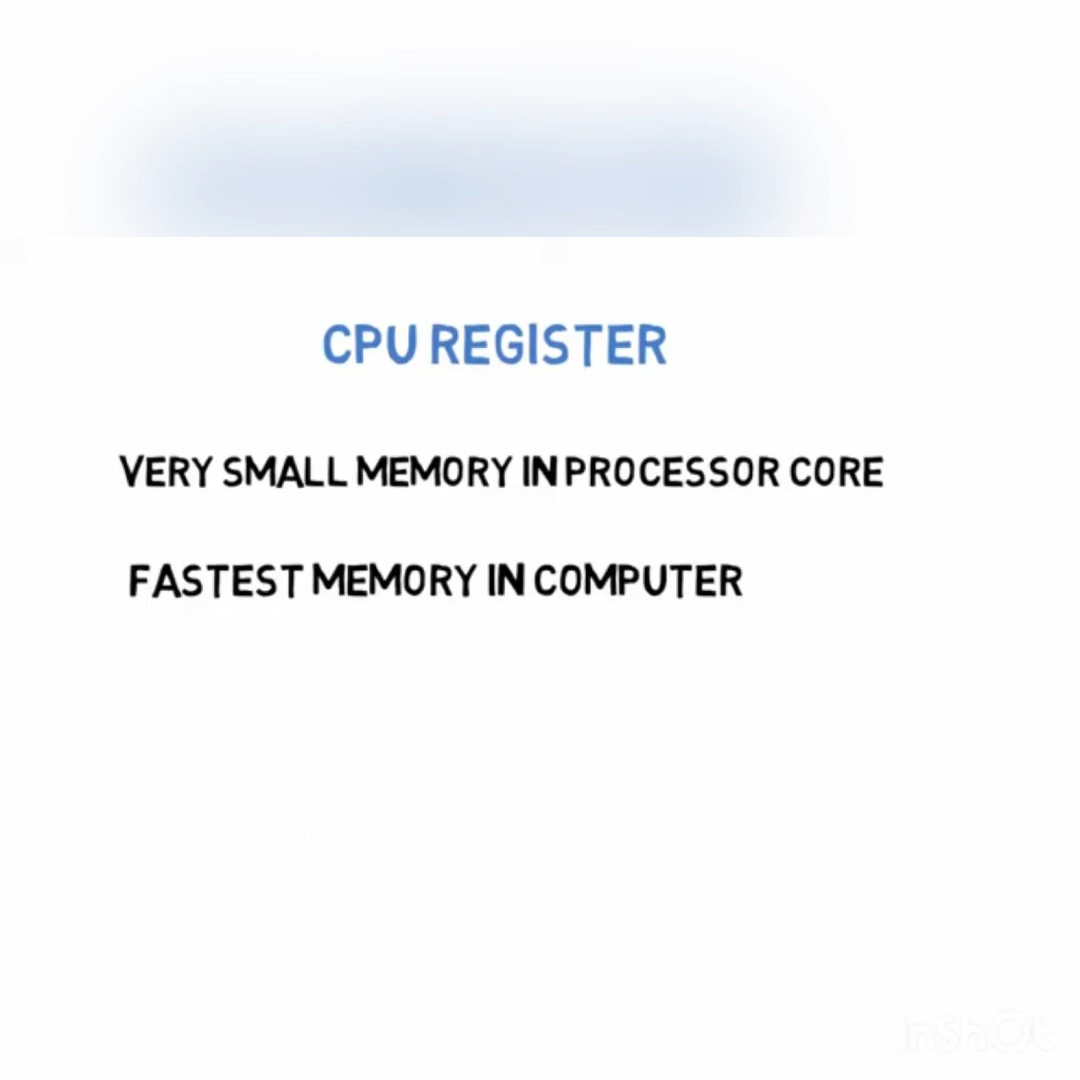 CPU REGISTER
VERY SMALL MEMORY IN PROCESSOR CORE
FASTEST MEMORY IN COMPUTER
InShOt